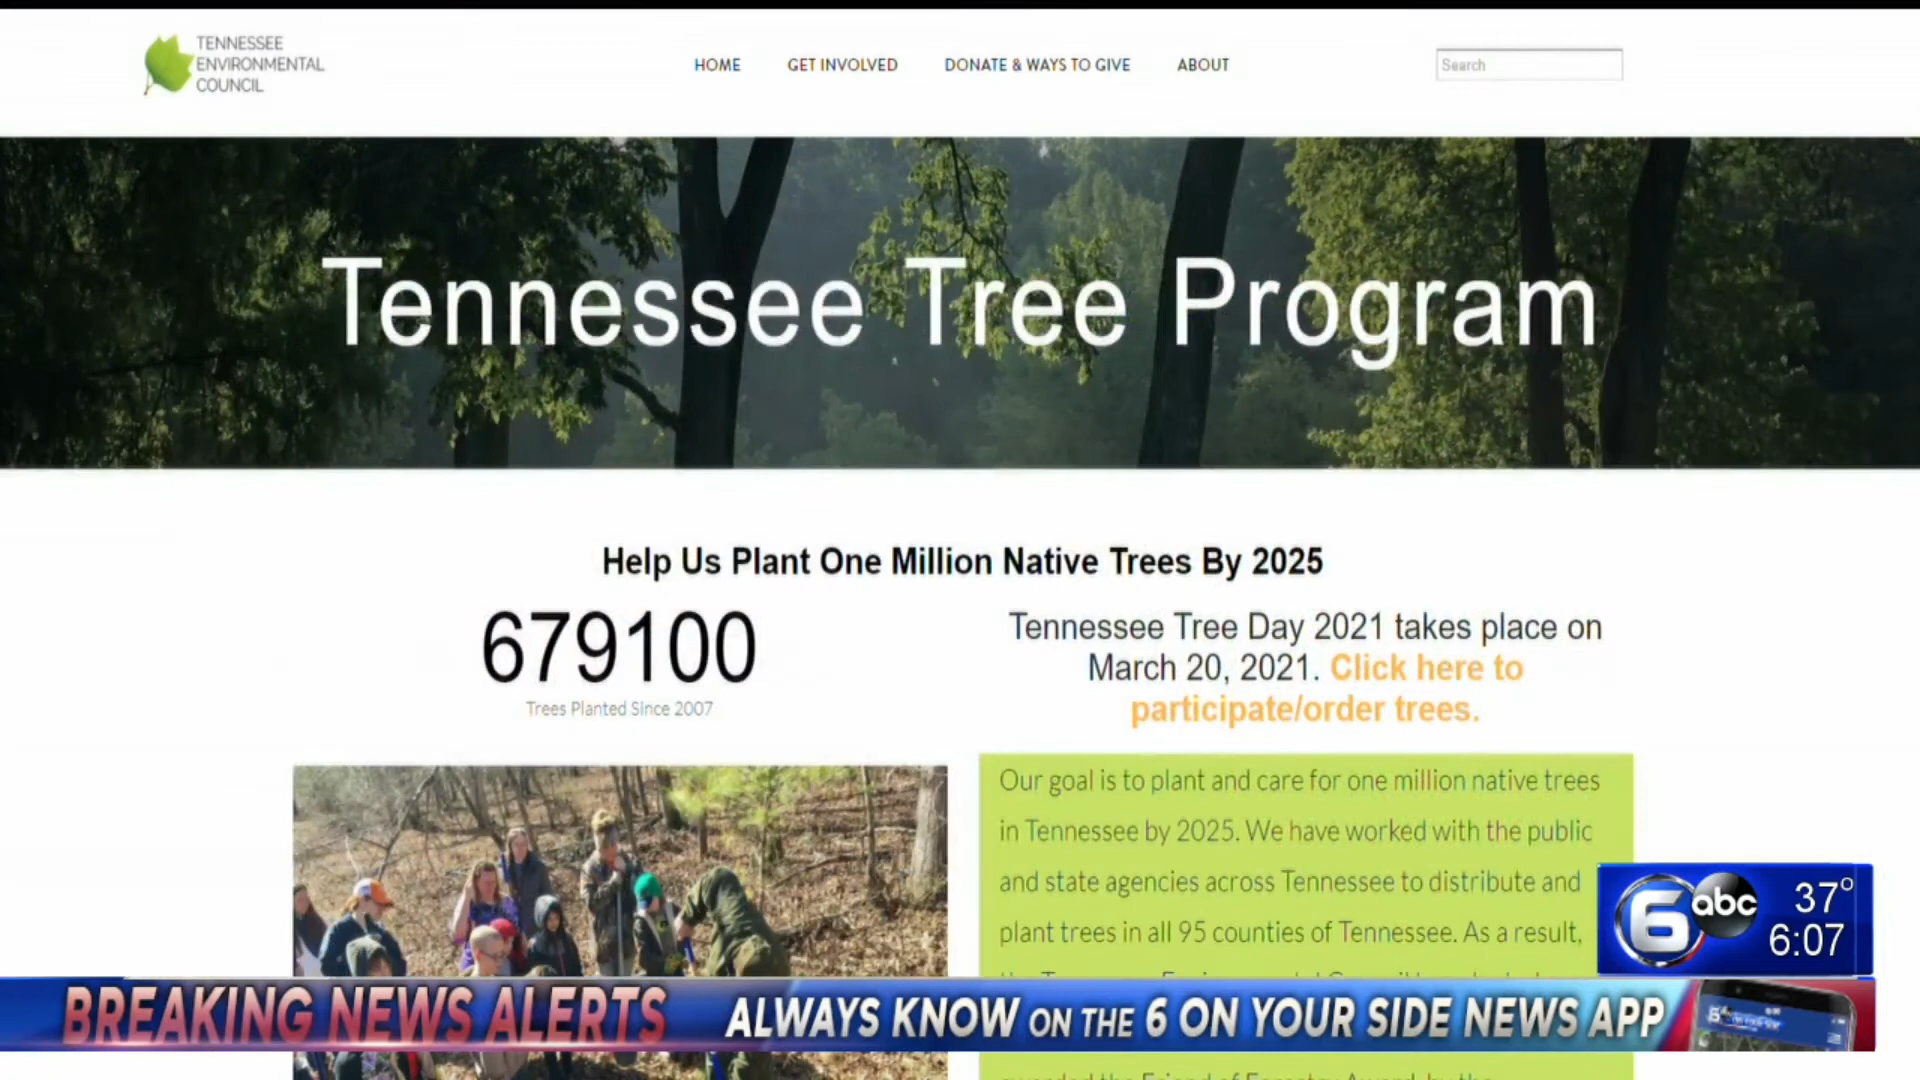 TENNESSEE
ENVIRONMENTAL
COUNCIL
HOME GET INVOLVED DONATE & WAYS TO GIVE ABOUT
Search
Tennessee Tree Program
Help Us Plant One Million Native Trees By 2025
679100
Trees Planted Since 2007
Tennessee Tree Day 2021 takes place on
March 20, 2021. Click here to
participate/order trees.
Our goal is to plant and care for one million native trees
in Tennessee by 2025. We have worked with the public
and state agencies across Tennessee to distribute and
plant trees in all 95 counties of Tennessee. As a result,
6 abc 37°
6:07
BREAKING NEWS ALERTS ALWAYS KNOW ON THE 6 ON YOUR SIDE NEWS APP